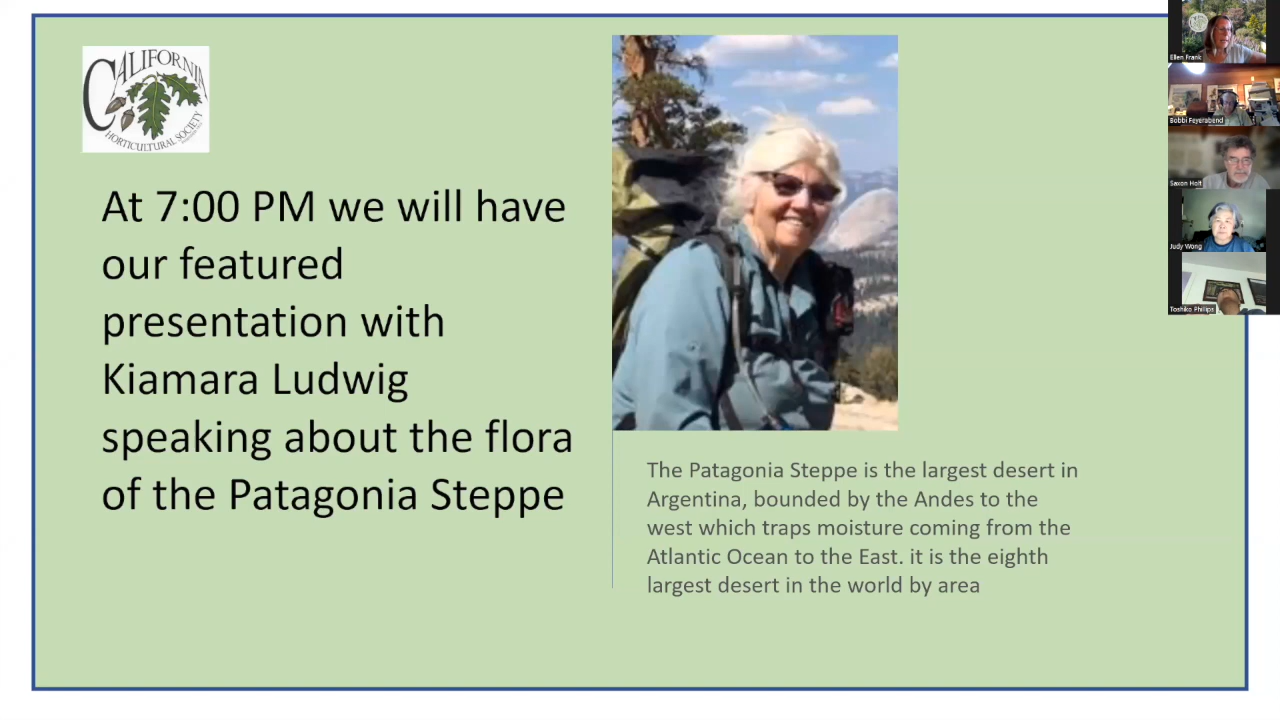 CALIFORNIA
HORTICULTURAL SOCIETY
At 7:00 PM we will have
our featured
presentation with
Kiamara Ludwig
speaking about the flora
of the Patagonia Steppe
The Patagonia Steppe is the largest desert in
Argentina, bounded by the Andes to the
west which traps moisture coming from the
Atlantic Ocean to the East. it is the eighth
largest desert in the world by area
Ellen Frank
Bobbi Feyerabend
Saxon Holt
Judy Wong
Toshiko Phillips